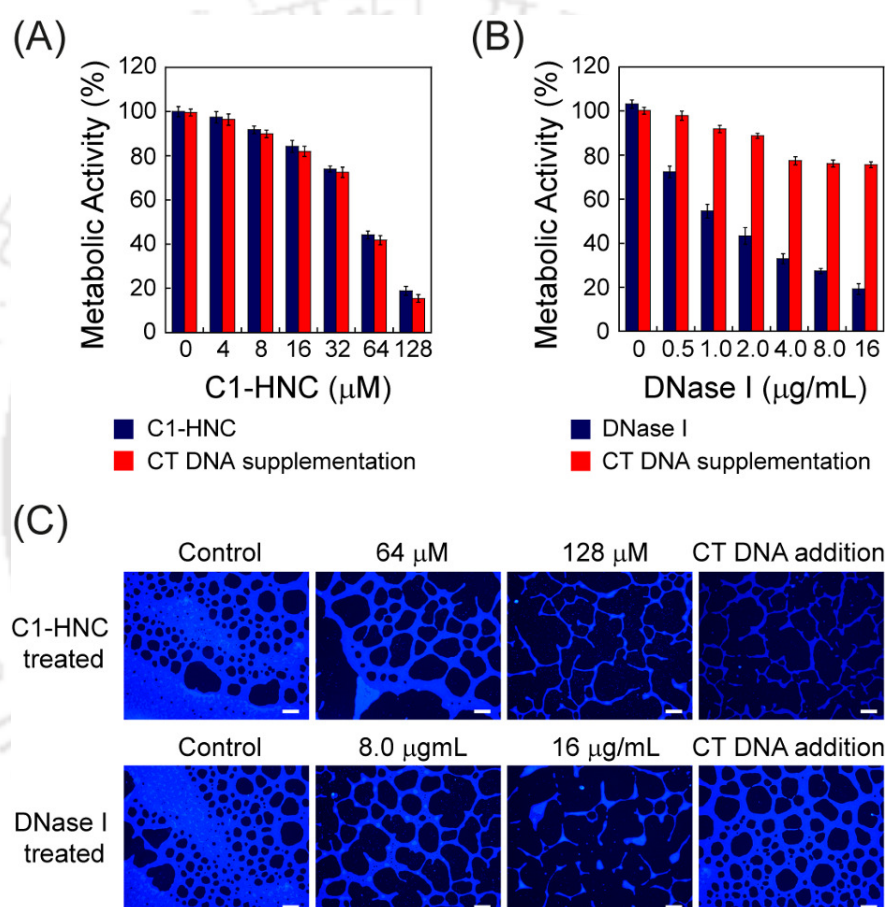 (A)
120
100
80
60
40
20
0
Metabolic Activity (%)
0 4 8 16 32 64 128
C1-HNC (μM)
C1-HNC
CT DNA supplementation
(B)
120
100
80
60
40
20
0
Metabolic Activity (%)
0 0.5 1.0 2.0 4.0 8.0 16
DNase I (μg/mL)
DNase I
CT DNA supplementation
(C)
Control 64 μM 128 μM CT DNA addition
C1-HNC
treated
Control 8.0 μgmL 16 μg/mL CT DNA addition
DNase I
treated